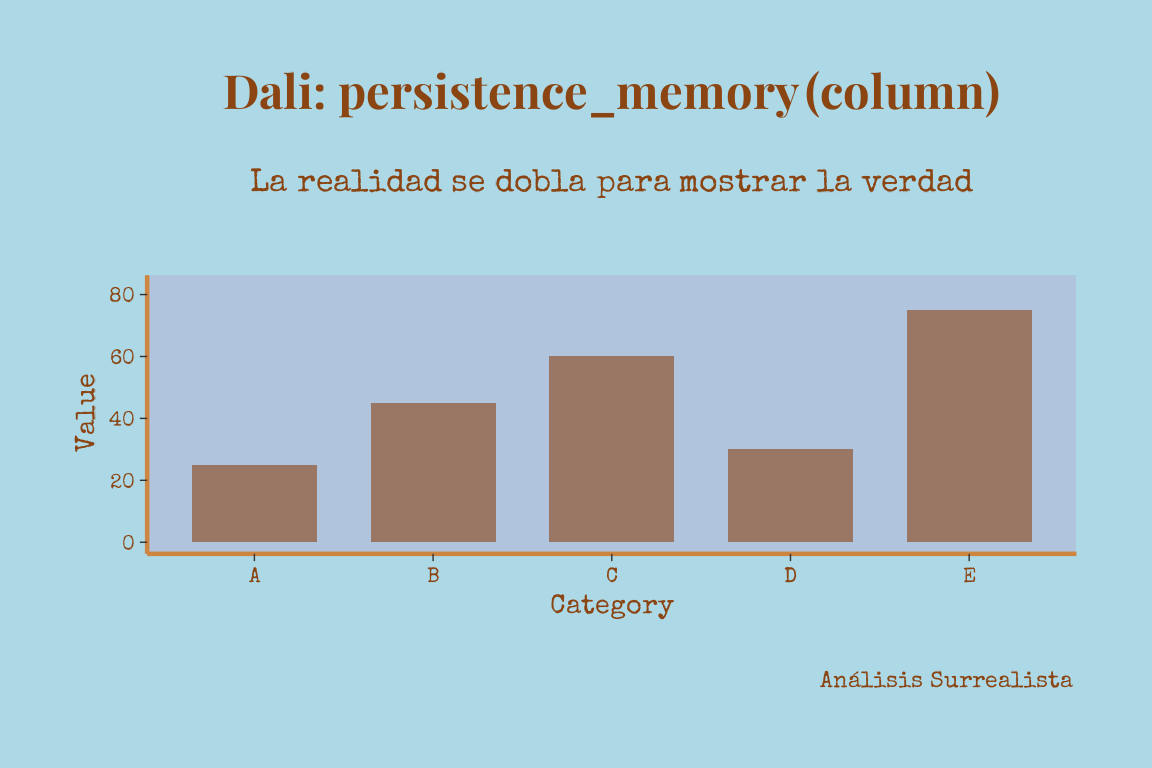 Dali: persistence_memory (column)
La realidad se dobla para mostrar la verdad
80
60
40
20
0
Value
A B C D E
Category
Análisis Surrealista